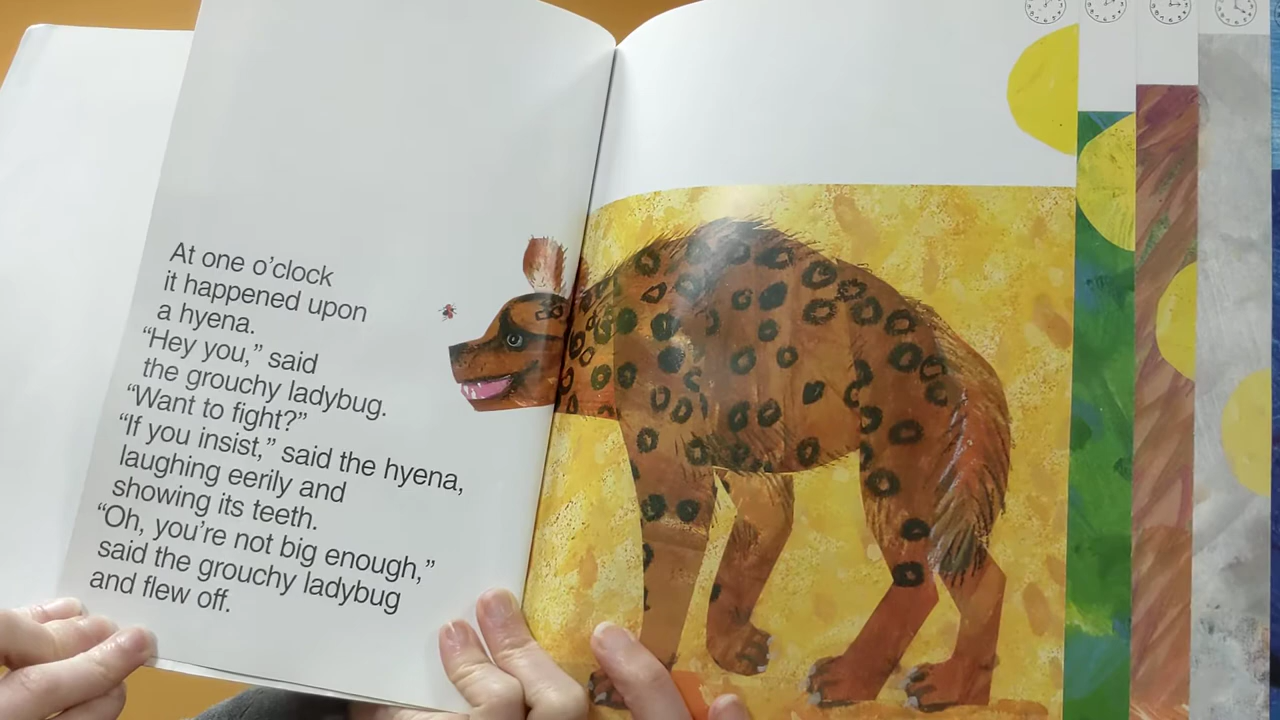 At one o'clock
it happened upon
a hyena.
“Hey you,” said
the grouchy ladybug.
“Want to fight?”
“If you insist,” said the hyena,
laughing eerily and
showing its teeth.
“Oh, you're not big enough,”
said the grouchy ladybug
and flew off.